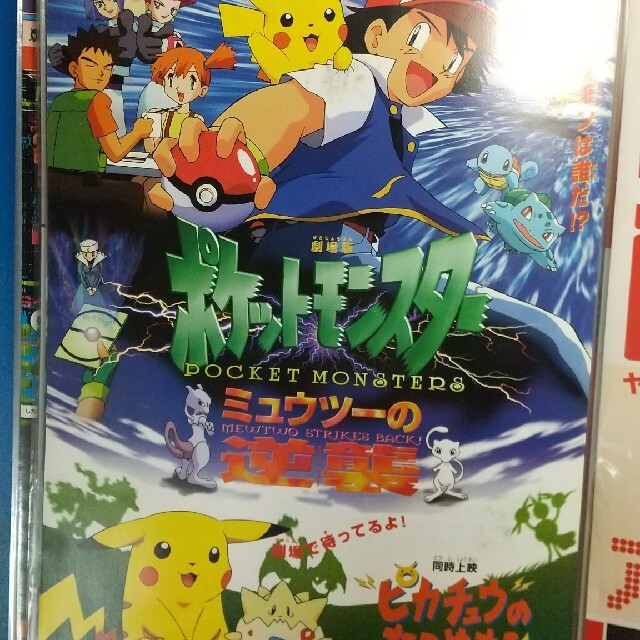 は誰だ!?
劇場版
ポケットモンスター
POCKET MONSTERS
ミュウツーの
MEWTWO STRIKES BACK!
逆襲
劇場で待ってるよ!
同時上映
ピカチュウの